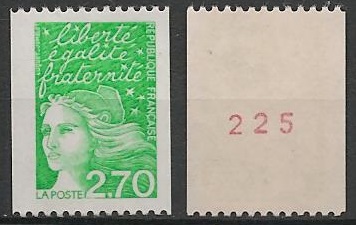 liberté
égalité
fraternité
RÉPUBLIQUE FRANÇAISE
LA POSTE
2,70
225